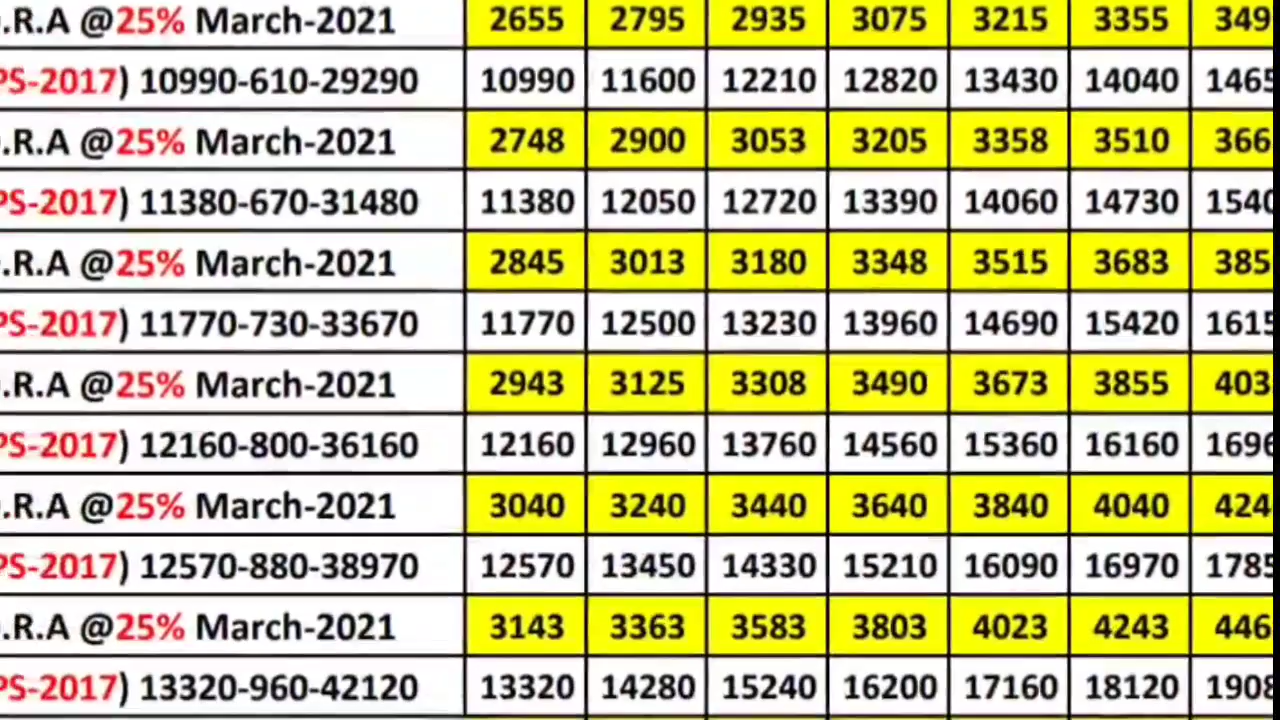 .R.A @25% March-2021 2655 2795 2935 3075 3215 3355 349
PS-2017) 10990-610-29290 10990 11600 12210 12820 13430 14040 1465
.R.A @25% March-2021 2748 2900 3053 3205 3358 3510 366
PS-2017) 11380-670-31480 11380 12050 12720 13390 14060 14730 1540
.R.A @25% March-2021 2845 3013 3180 3348 3515 3683 385
PS-2017) 11770-730-33670 11770 12500 13230 13960 14690 15420 1615
.R.A @25% March-2021 2943 3125 3308 3490 3673 3855 403
PS-2017) 12160-800-36160 12160 12960 13760 14560 15360 16160 1696
.R.A @25% March-2021 3040 3240 3440 3640 3840 4040 424
PS-2017) 12570-880-38970 12570 13450 14330 15210 16090 16970 1785
.R.A @25% March-2021 3143 3363 3583 3803 4023 4243 446
PS-2017) 13320-960-42120 13320 14280 15240 16200 17160 18120 1908